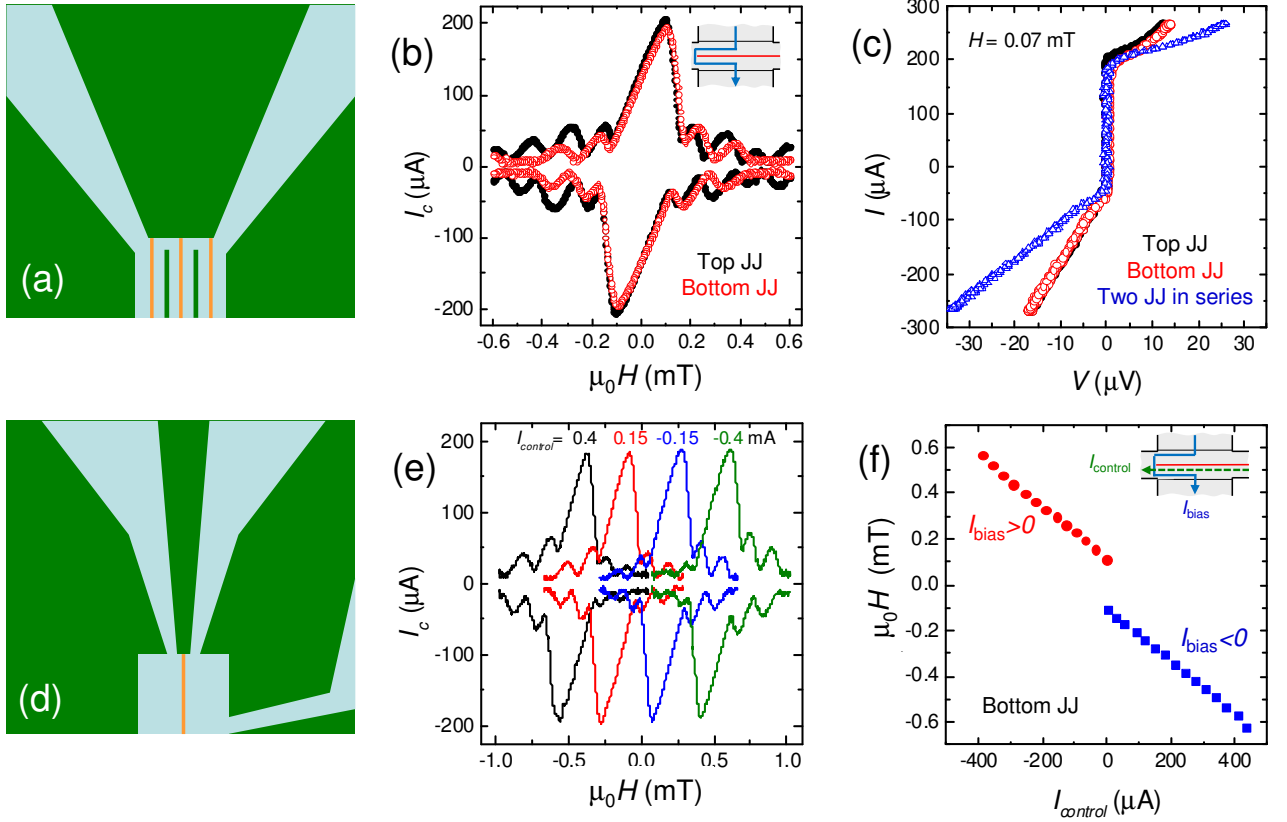 (a)
(b)
200
100
0
-100
-200
I_c (µA)
-0.6 -0.4 -0.2 0.0 0.2 0.4 0.6
µ₀H (mT)
Top JJ
Bottom JJ
(c)
H = 0.07 mT
300
200
100
0
-100
-200
-300
I (µA)
-30 -20 -10 0 10 20 30
V (µV)
Top JJ
Bottom JJ
Two JJ in series
(d)
(e)
I_control= 0.4 0.15 -0.15 -0.4 mA
200
100
0
-100
-200
I_c (µA)
-1.0 -0.5 0.0 0.5 1.0
µ₀H (mT)
(f)
I_control
I_bias
0.6
0.4
0.2
0.0
-0.2
-0.4
-0.6
µ₀H (mT)
I_bias>0
I_bias<0
Bottom JJ
-400 -200 0 200 400
I_control (µA)